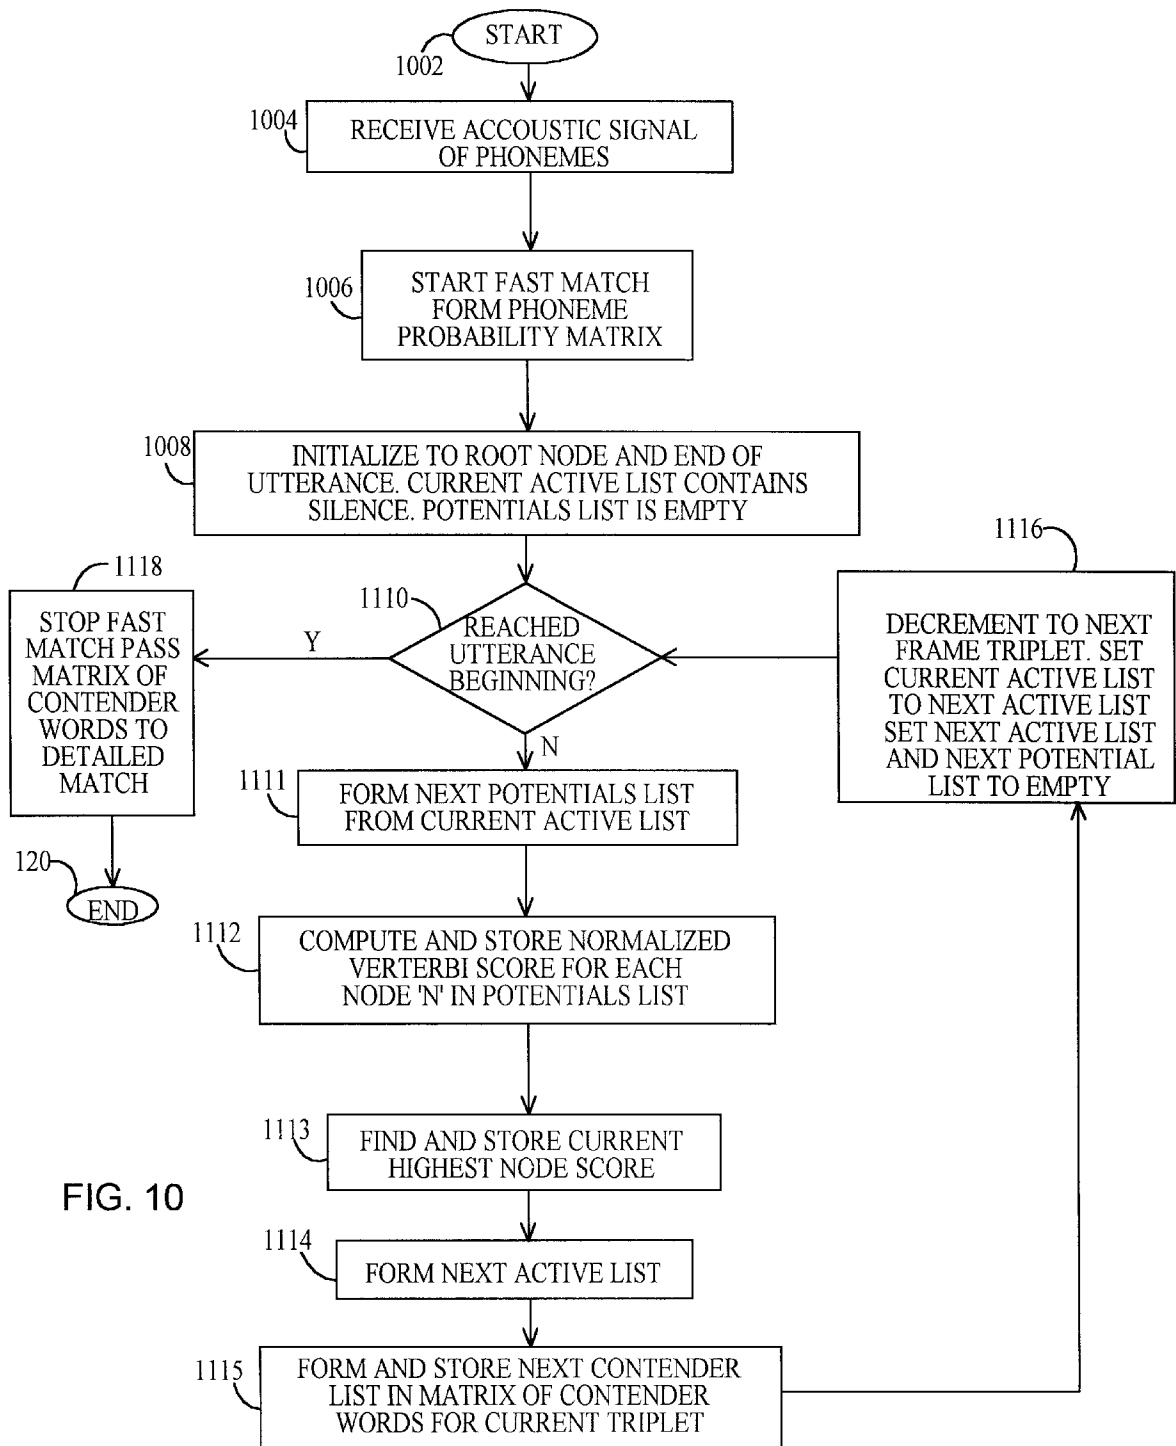 START
1002
1004
RECEIVE ACCOUSTIC SIGNAL
OF PHONEMES
1006
START FAST MATCH
FORM PHONEME
PROBABILITY MATRIX
1008
INITIALIZE TO ROOT NODE AND END OF
UTTERANCE. CURRENT ACTIVE LIST CONTAINS
SILENCE. POTENTIALS LIST IS EMPTY
1110
REACHED
UTTERANCE
BEGINNING?
Y
N
1118
STOP FAST
MATCH PASS
MATRIX OF
CONTENDER
WORDS TO
DETAILED
MATCH
120
END
1116
DECREMENT TO NEXT
FRAME TRIPLET. SET
CURRENT ACTIVE LIST
TO NEXT ACTIVE LIST
SET NEXT ACTIVE LIST
AND NEXT POTENTIAL
LIST TO EMPTY
1111
FORM NEXT POTENTIALS LIST
FROM CURRENT ACTIVE LIST
1112
COMPUTE AND STORE NORMALIZED
VERTERBI SCORE FOR EACH
NODE 'N' IN POTENTIALS LIST
1113
FIND AND STORE CURRENT
HIGHEST NODE SCORE
FIG. 10
1114
FORM NEXT ACTIVE LIST
1115
FORM AND STORE NEXT CONTENDER
LIST IN MATRIX OF CONTENDER
WORDS FOR CURRENT TRIPLET